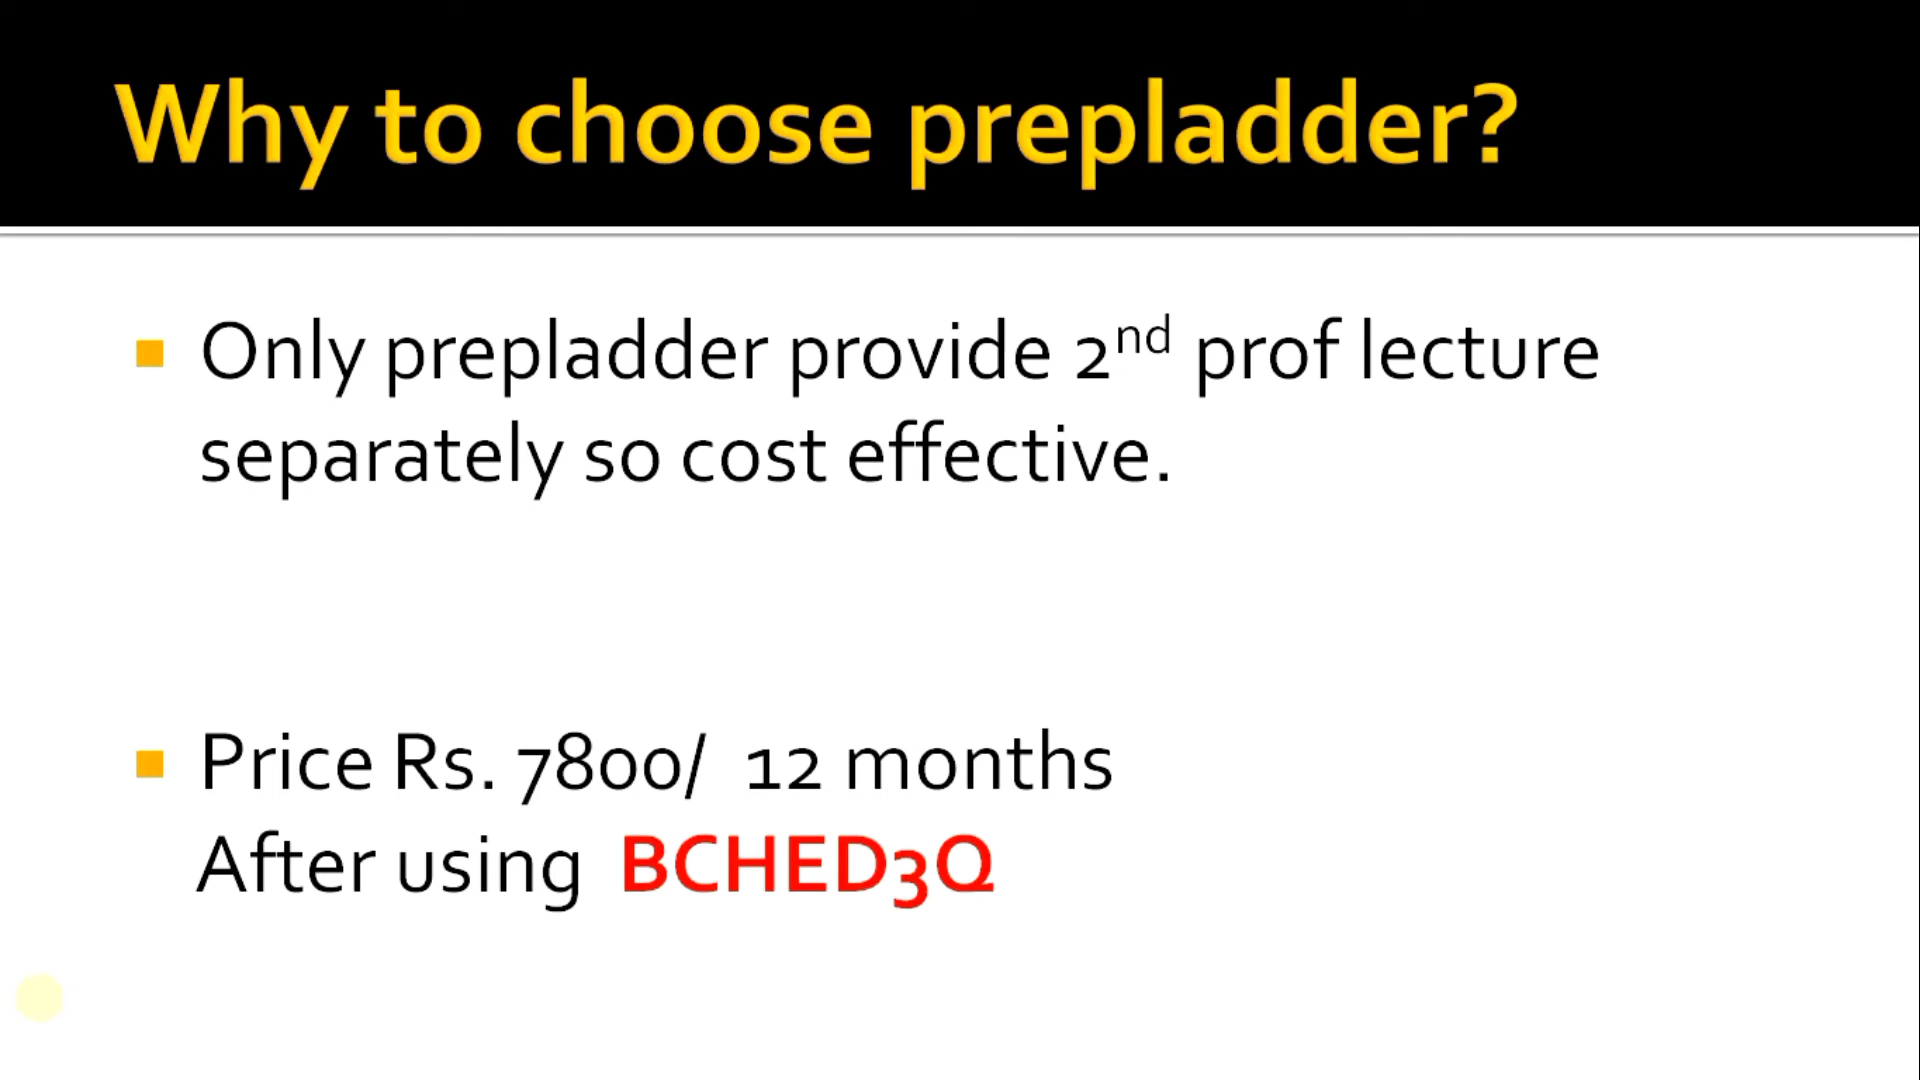 Why to choose prepladder?
Only prepladder provide 2nd prof lecture
separately so cost effective.
Price Rs. 7800/ 12 months
After using BCHED3Q